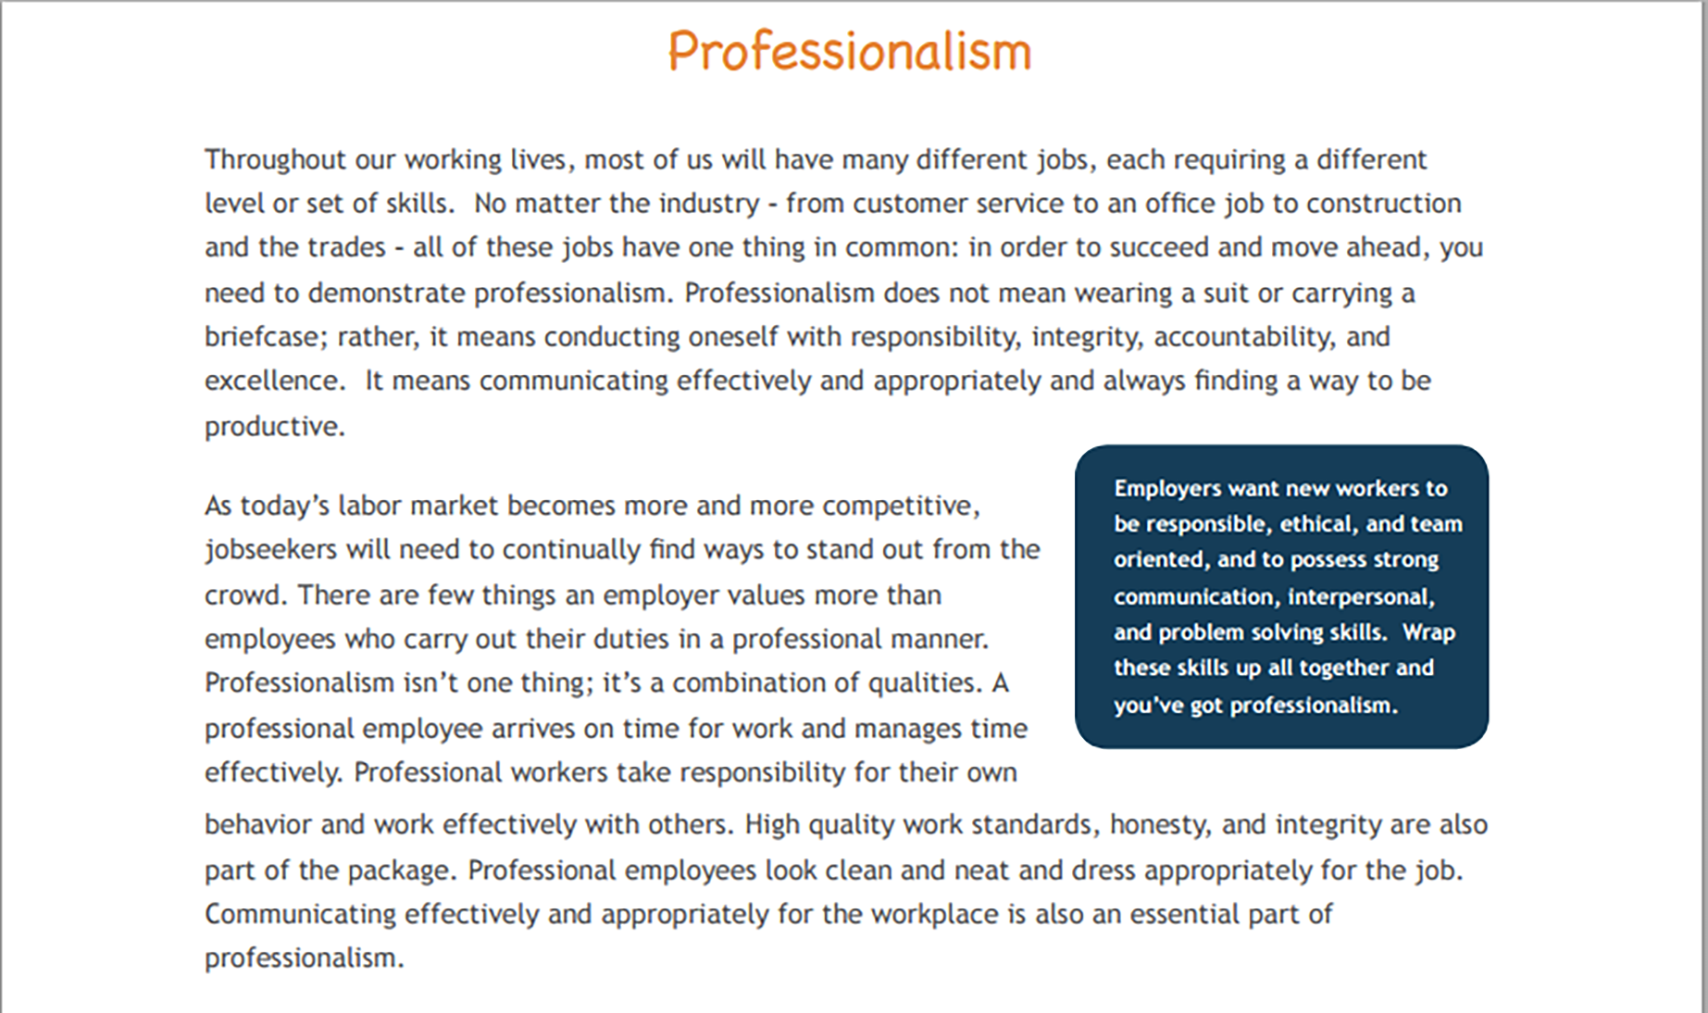 Professionalism
Throughout our working lives, most of us will have many different jobs, each requiring a different
level or set of skills.  No matter the industry - from customer service to an office job to construction
and the trades - all of these jobs have one thing in common: in order to succeed and move ahead, you
need to demonstrate professionalism. Professionalism does not mean wearing a suit or carrying a
briefcase; rather, it means conducting oneself with responsibility, integrity, accountability, and
excellence.  It means communicating effectively and appropriately and always finding a way to be
productive.
As today’s labor market becomes more and more competitive,
jobseekers will need to continually find ways to stand out from the
crowd. There are few things an employer values more than
employees who carry out their duties in a professional manner.
Professionalism isn’t one thing; it’s a combination of qualities. A
professional employee arrives on time for work and manages time
effectively. Professional workers take responsibility for their own
behavior and work effectively with others. High quality work standards, honesty, and integrity are also
part of the package. Professional employees look clean and neat and dress appropriately for the job.
Communicating effectively and appropriately for the workplace is also an essential part of
professionalism.
Employers want new workers to
be responsible, ethical, and team
oriented, and to possess strong
communication, interpersonal,
and problem solving skills.  Wrap
these skills up all together and
you’ve got professionalism.